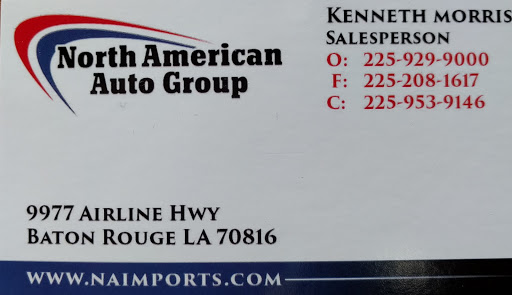 North American
Auto Group
Kenneth Morris
Salesperson
O: 225-929-9000
F: 225-208-1617
C: 225-953-9146
9977 Airline Hwy
Baton Rouge LA 70816
www.naimports.com